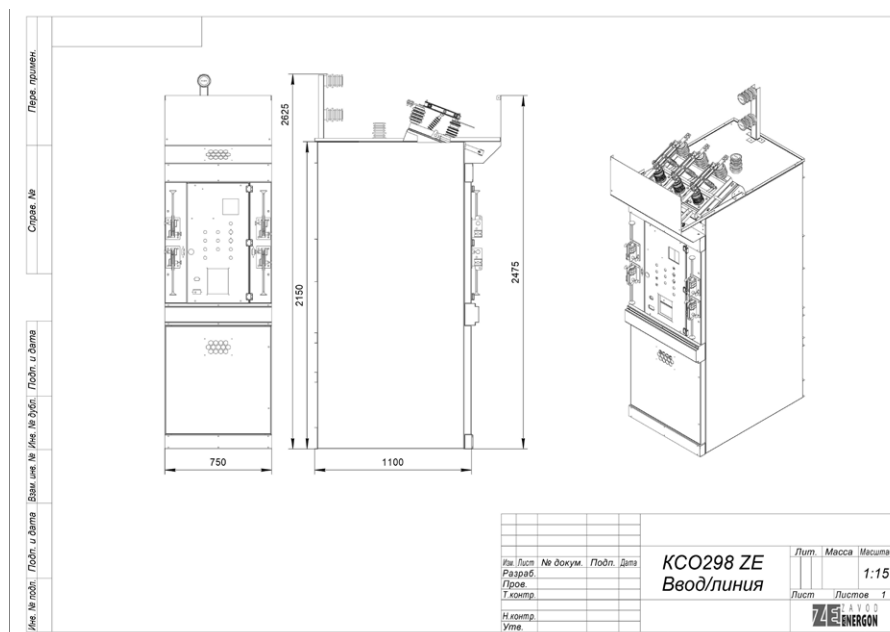 Перв. примен.
Справ. №
Подп. и дата
Инв. № дубл.
Взам. инв. №
Подп. и дата
Инв. № подл.
2625
2150
2475
750
1100
Изм. Лист № докум. Подп. Дата
Разраб.
Пров.
Т.контр.
Н.контр.
Утв.
КСО298 ZE
Ввод/линия
Лит. Масса Масштаб
1:15
Лист Листов 1
ZE ZAVOD
ENERGON